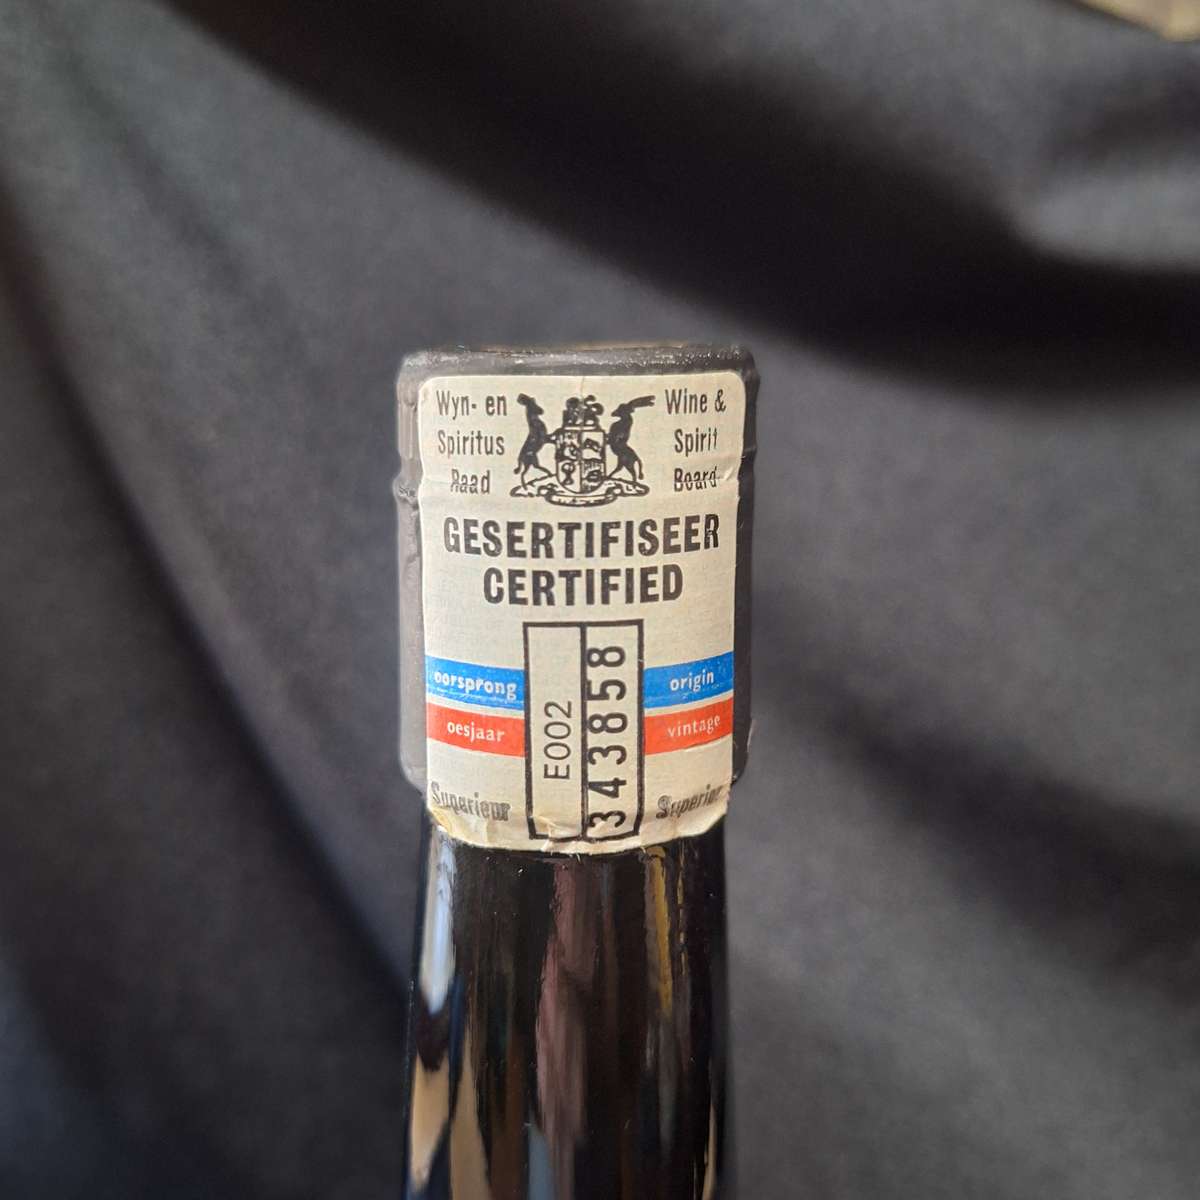 Wyn- en
Spiritus
Raad
Wine &
Spirit
Board
GESERTIFISEER
CERTIFIED
oorsprong
origin
oesjaar
vintage
E002
343858
Superieur
Superior